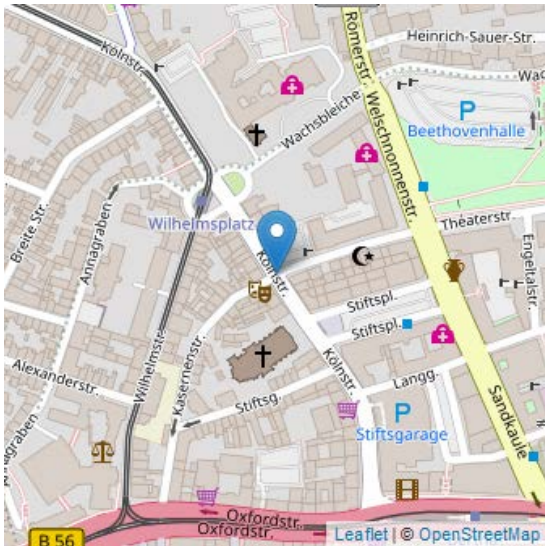 Kölnstr.
Römerstr.
Heinrich-Sauer-Str.
Wachsbleiche
P
Beethovenhalle
Welschnonnenstr.
Breite Str.
Annagraben
Wilhelmsplatz
Kölnstr.
Theaterstr.
Engeltalstr.
Stiftspl.
Stiftspl.
Wilhelmstr.
Kasernenstr.
Kölnstr.
Alexanderstr.
Stiftsg.
Langg.
P
Stiftsgarage
Sandkaule
Annagraben
Oxfordstr.
Oxfordstr.
B 56
Leaflet | © OpenStreetMap